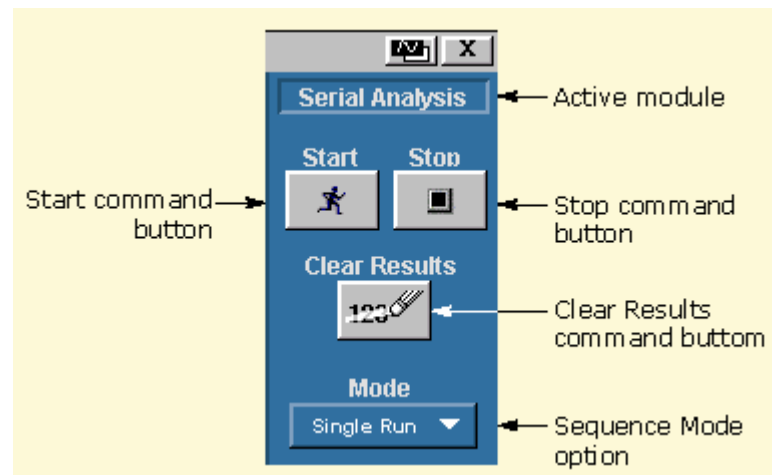 X
Serial Analysis
Active module
Start
Stop
Start command
button
Stop command
button
Clear Results
123
Clear Results
command buttom
Mode
Single Run
Sequence Mode
option